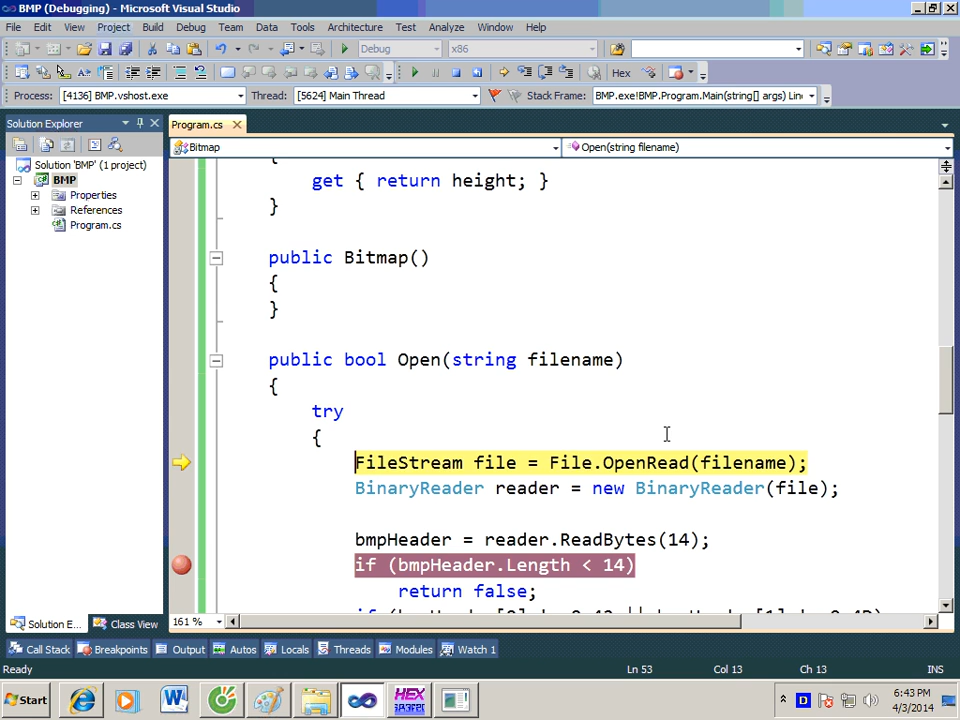 BMP (Debugging) - Microsoft Visual Studio
File Edit View Project Build Debug Team Data Tools Architecture Test Analyze Window Help
Debug x86
Hex
Process: [4136] BMP.vshost.exe Thread: [5624] Main Thread Stack Frame: BMP.exe!BMP.Program.Main(string[] args) Line
Solution Explorer Program.cs
Bitmap Open(string filename)
Solution 'BMP' (1 project)
BMP
Properties
References
Program.cs
{
get { return height; }
}
public Bitmap()
{
}
public bool Open(string filename)
{
try
{
FileStream file = File.OpenRead(filename);
BinaryReader reader = new BinaryReader(file);
bmpHeader = reader.ReadBytes(14);
if (bmpHeader.Length < 14)
return false;
Solution E... Class View 161 %
Call Stack Breakpoints Output Autos Locals Threads Modules Watch 1
Ready Ln 53 Col 13 Ch 13 INS
Start W HEX D 6:43 PM
4/3/2014